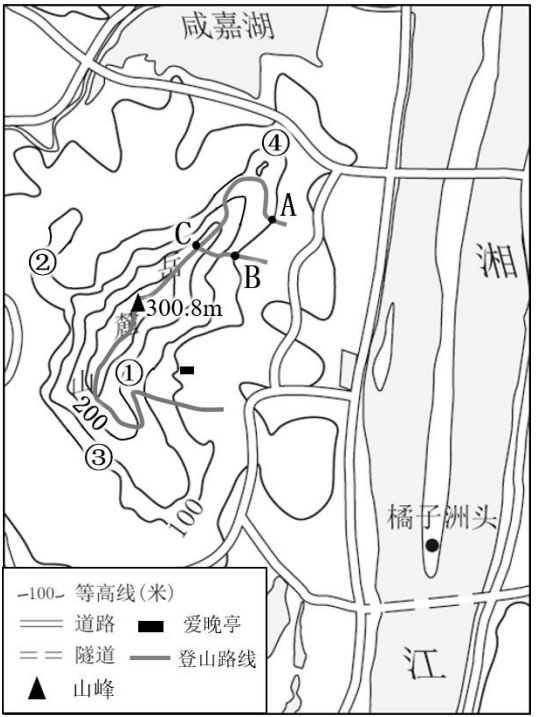 咸嘉湖
④
A
C
B
②
湘
岳
300.8m
麓
①
山
200
③
100
橘子洲头
江
-100- 等高线(米)
道路
爱晚亭
隧道
登山路线
山峰